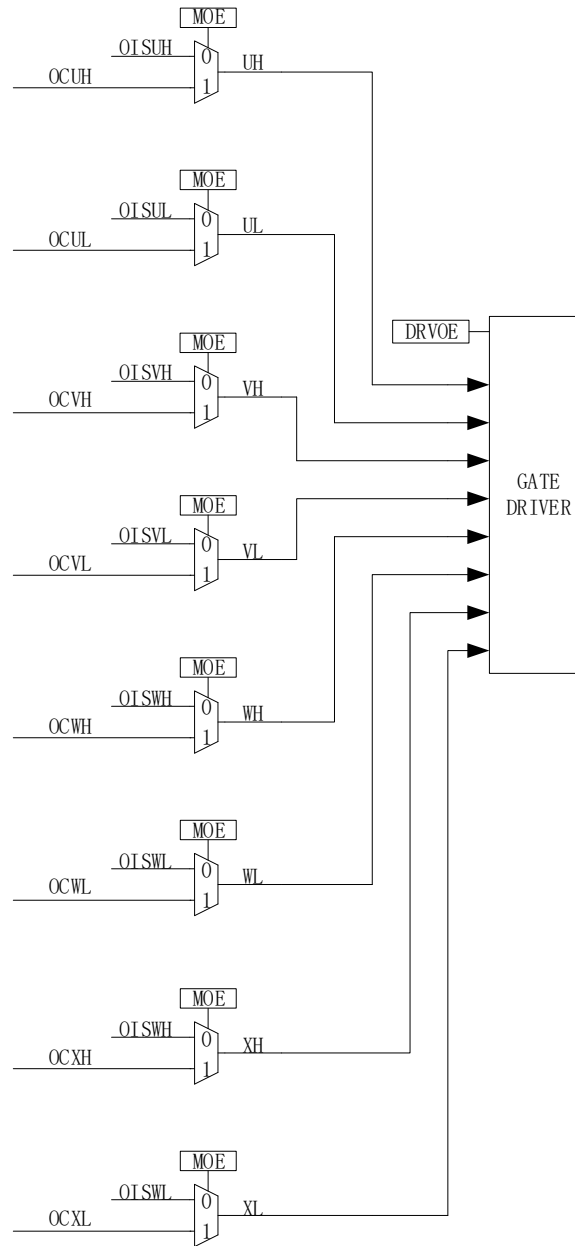 MOE
OISUH
0
UH
OCUH
1
MOE
OISUL
0
UL
OCUL
1
DRVOE
MOE
OISVH
0
VH
OCVH
1
GATE
DRIVER
MOE
OISVL
0
VL
OCVL
1
MOE
OISWH
0
WH
OCWH
1
MOE
OISWL
0
WL
OCWL
1
MOE
OISWH
0
XH
OCXH
1
MOE
OISWL
0
XL
OCXL
1